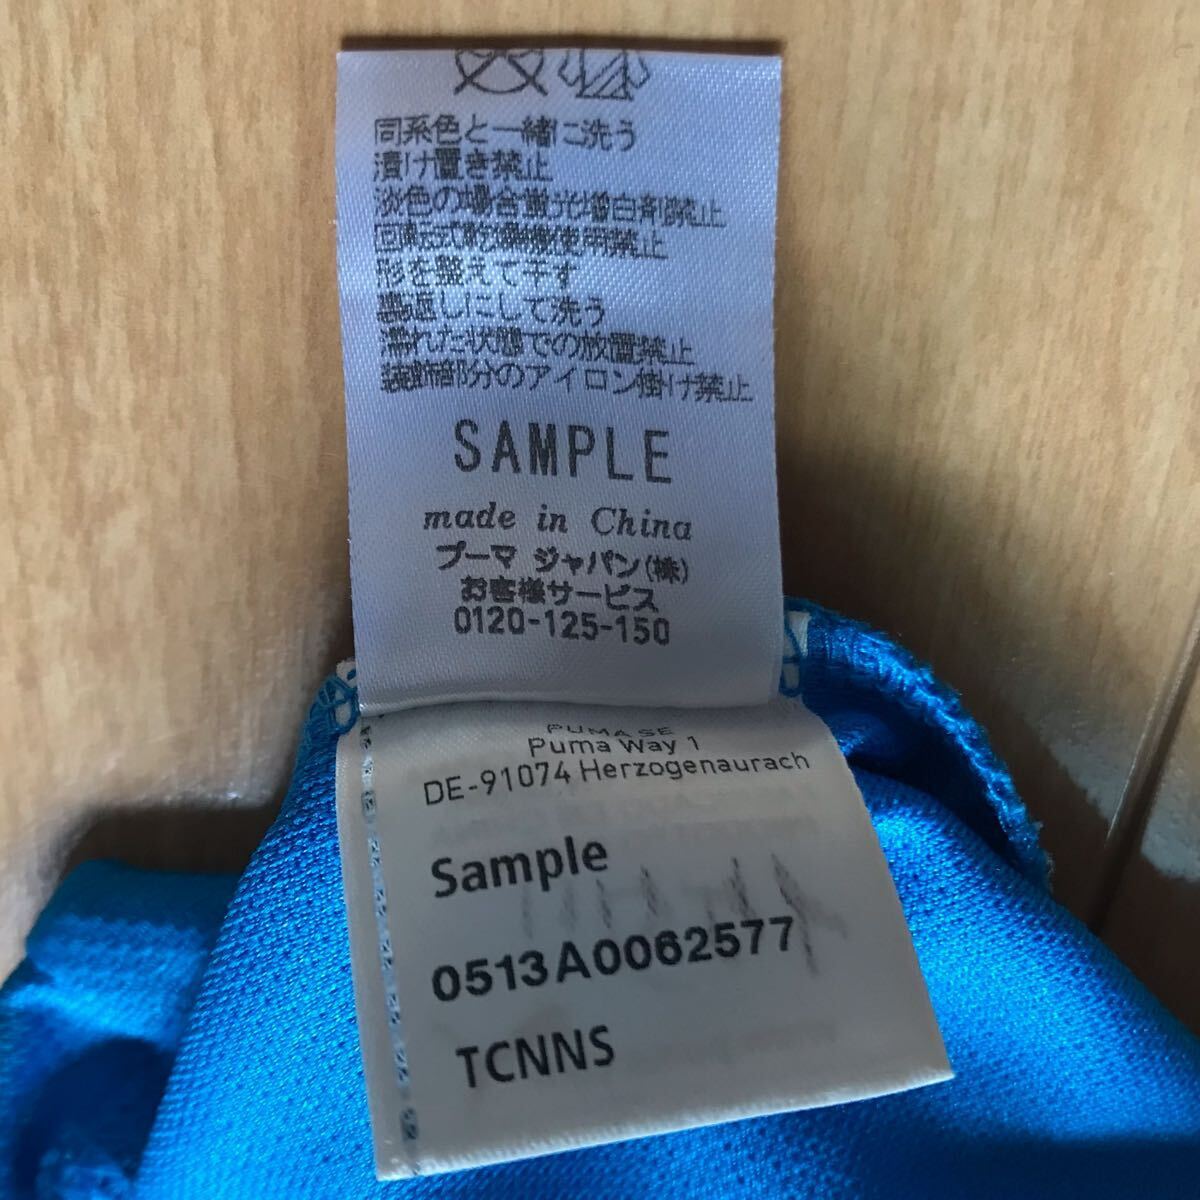 同系色と一緒に洗う
漬け置き禁止
淡色の場合蛍光増白剤禁止
回転式乾燥機使用禁止
形を整えて干す
裏返しにして洗う
濡れた状態での放置禁止
装飾部分のアイロン掛け禁止
SAMPLE
made in China
プーマ ジャパン(株)
お客様サービス
0120-125-150
PUMA SE
Puma Way 1
DE-91074 Herzogenaurach
Sample
0513A0062577
TCNNS